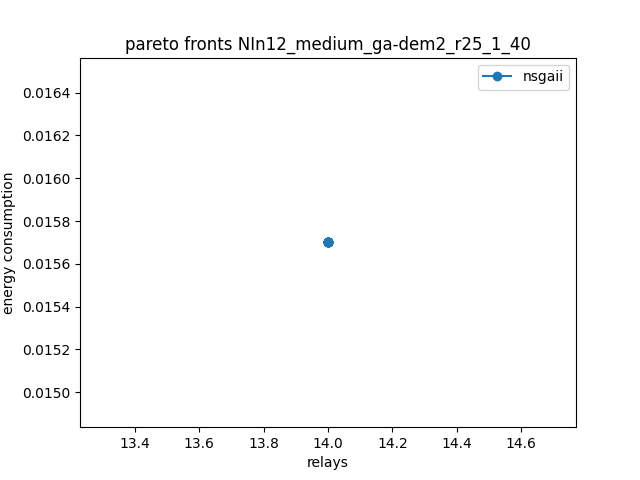 pareto fronts NIn12_medium_ga-dem2_r25_1_40
nsgaii
0.0164
0.0162
0.0160
0.0158
0.0156
0.0154
0.0152
0.0150
energy consumption
13.4 13.6 13.8 14.0 14.2 14.4 14.6
relays